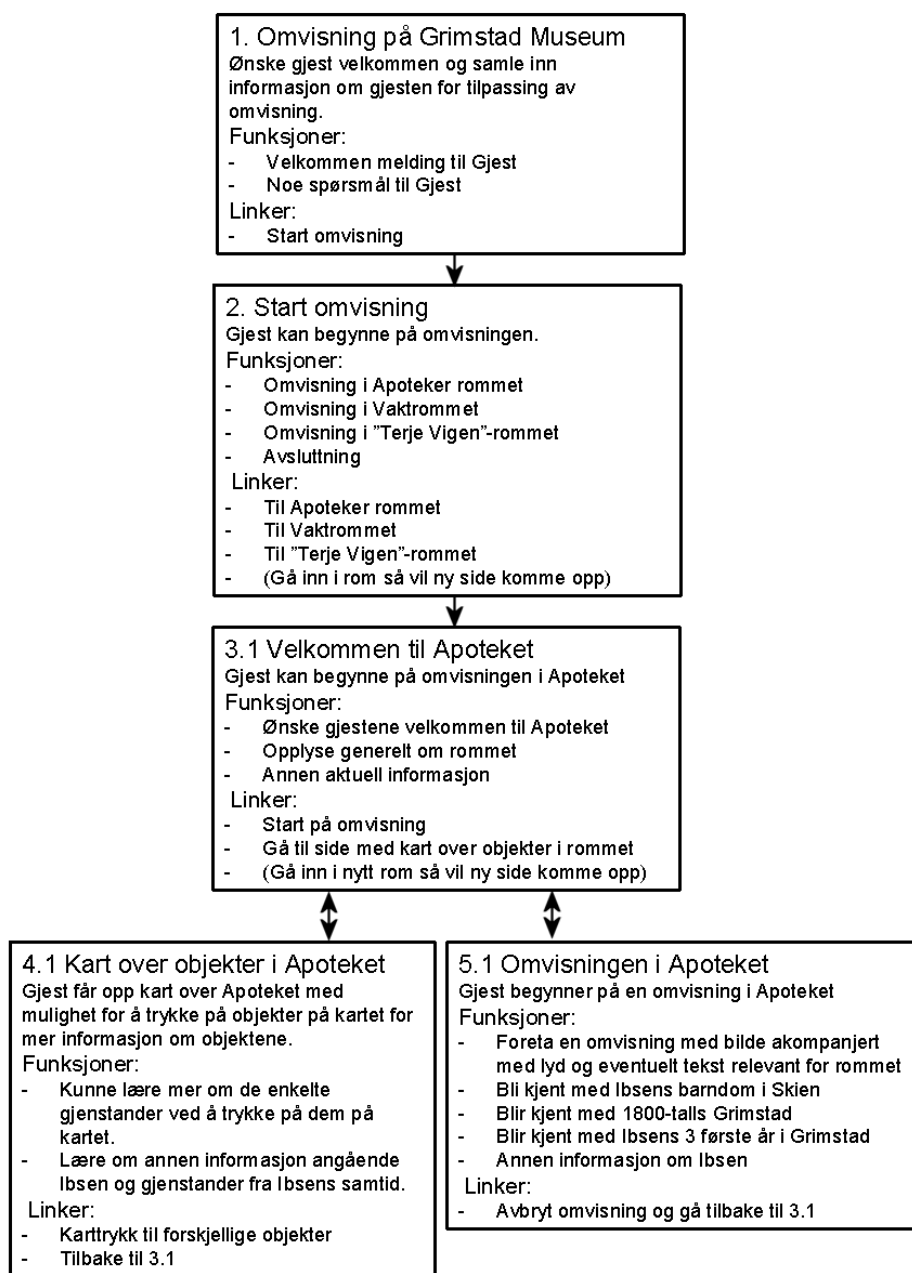 1. Omvisning på Grimstad Museum
Ønske gjest velkommen og samle inn
informasjon om gjesten for tilpassing av
omvisning.
Funksjoner:
- Velkommen melding til Gjest
- Noe spørsmål til Gjest
Linker:
- Start omvisning
2. Start omvisning
Gjest kan begynne på omvisningen.
Funksjoner:
- Omvisning i Apoteker rommet
- Omvisning i Vaktrommet
- Omvisning i "Terje Vigen"-rommet
- Avsluttning
Linker:
- Til Apoteker rommet
- Til Vaktrommet
- Til "Terje Vigen"-rommet
- (Gå inn i rom så vil ny side komme opp)
3.1 Velkommen til Apoteket
Gjest kan begynne på omvisningen i Apoteket
Funksjoner:
- Ønske gjestene velkommen til Apoteket
- Opplyse generelt om rommet
- Annen aktuell informasjon
Linker:
- Start på omvisning
- Gå til side med kart over objekter i rommet
- (Gå inn i nytt rom så vil ny side komme opp)
4.1 Kart over objekter i Apoteket
Gjest får opp kart over Apoteket med
mulighet for å trykke på objekter på kartet for
mer informasjon om objektene.
Funksjoner:
- Kunne lære mer om de enkelte
gjenstander ved å trykke på dem på
kartet.
- Lære om annen informasjon angående
Ibsen og gjenstander fra Ibsens samtid.
Linker:
- Karttrykk til forskjellige objekter
- Tilbake til 3.1
5.1 Omvisningen i Apoteket
Gjest begynner på en omvisning i Apoteket
Funksjoner:
- Foreta en omvisning med bilde akompanjert
med lyd og eventuelt tekst relevant for rommet
- Bli kjent med Ibsens barndom i Skien
- Blir kjent med 1800-talls Grimstad
- Blir kjent med Ibsens 3 første år i Grimstad
- Annen informasjon om Ibsen
Linker:
- Avbryt omvisning og gå tilbake til 3.1